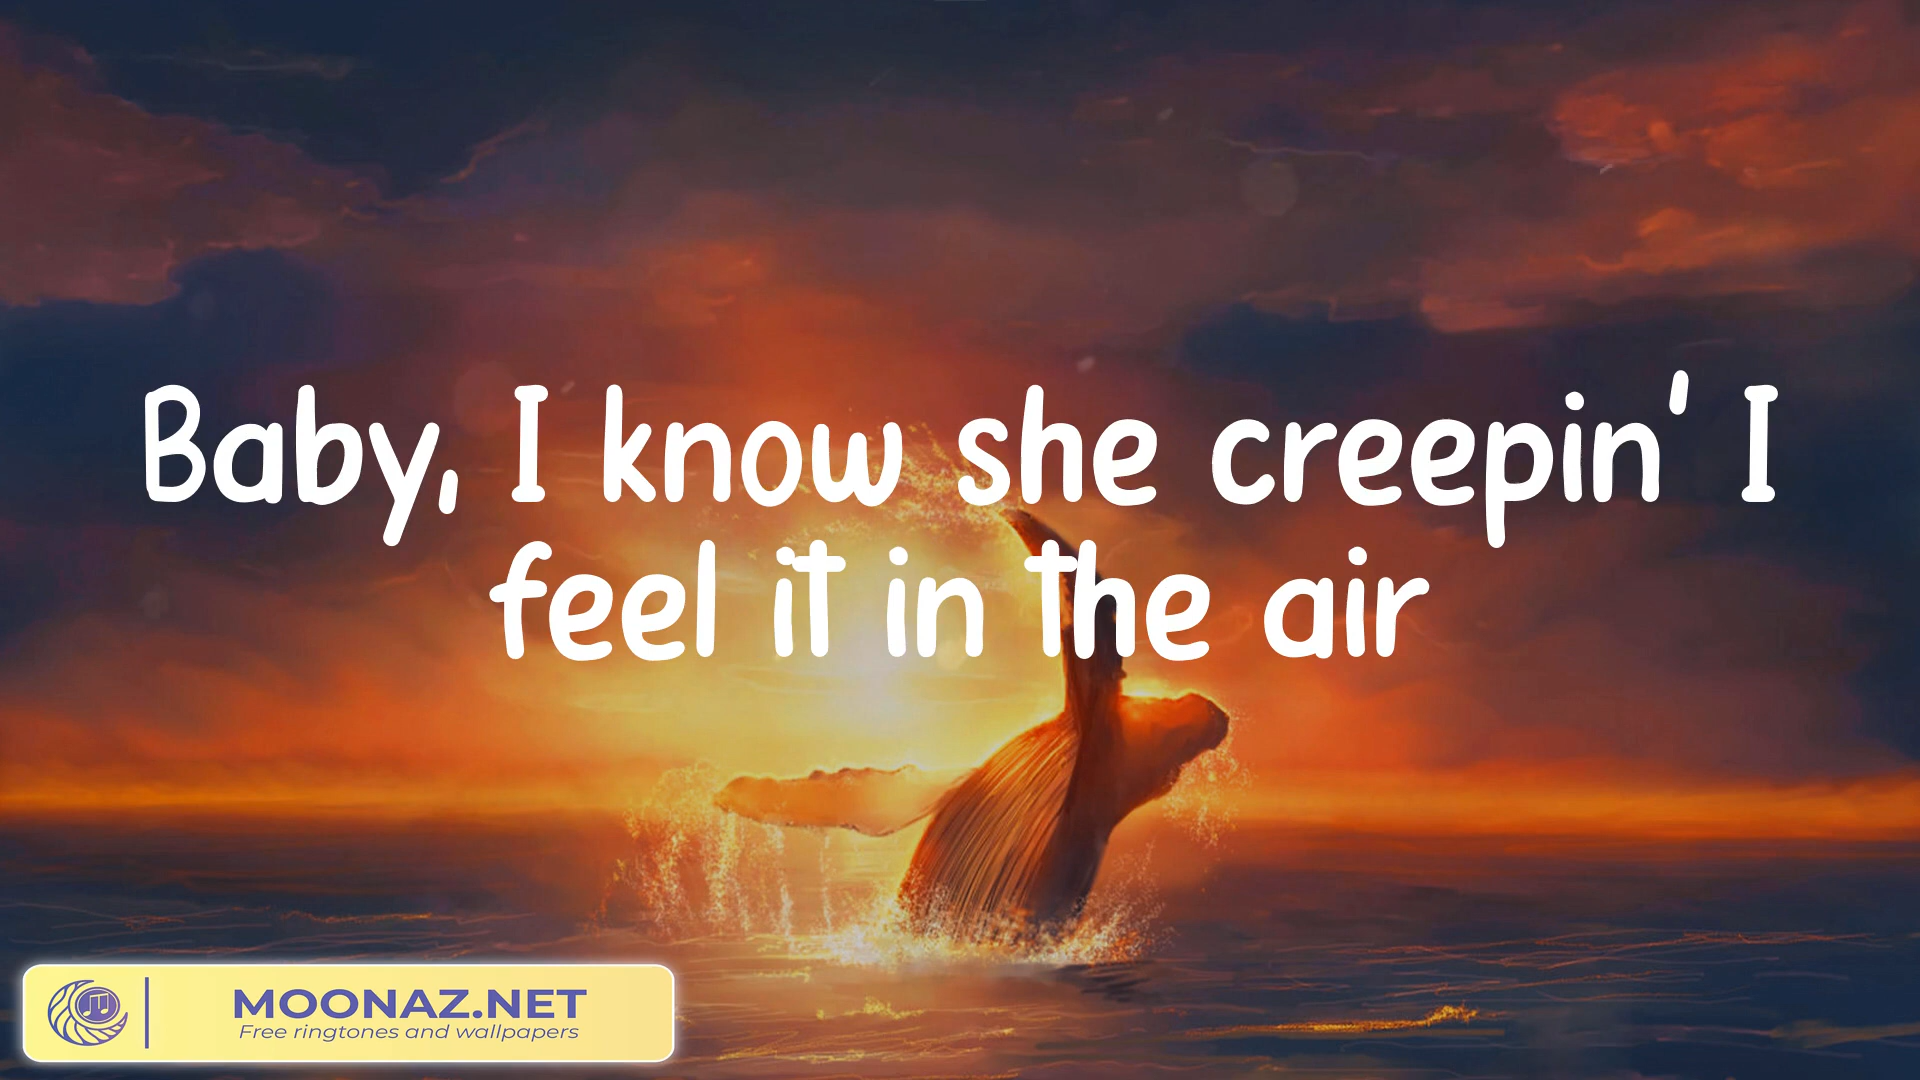 Baby, I know she creepin' I
feel it in the air
MOONAZ.NET
Free ringtones and wallpapers